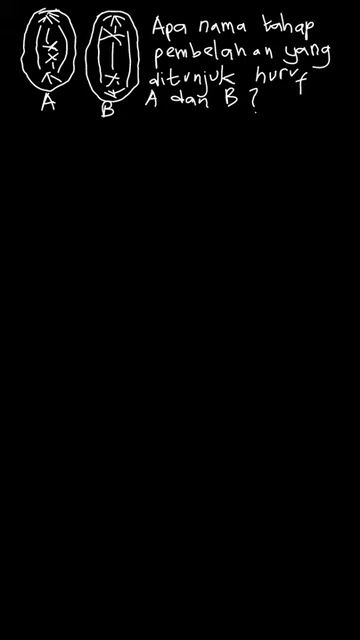 Apa nama tahap
pembelahan yang
ditunjuk huruf
A dan B ?
A
B